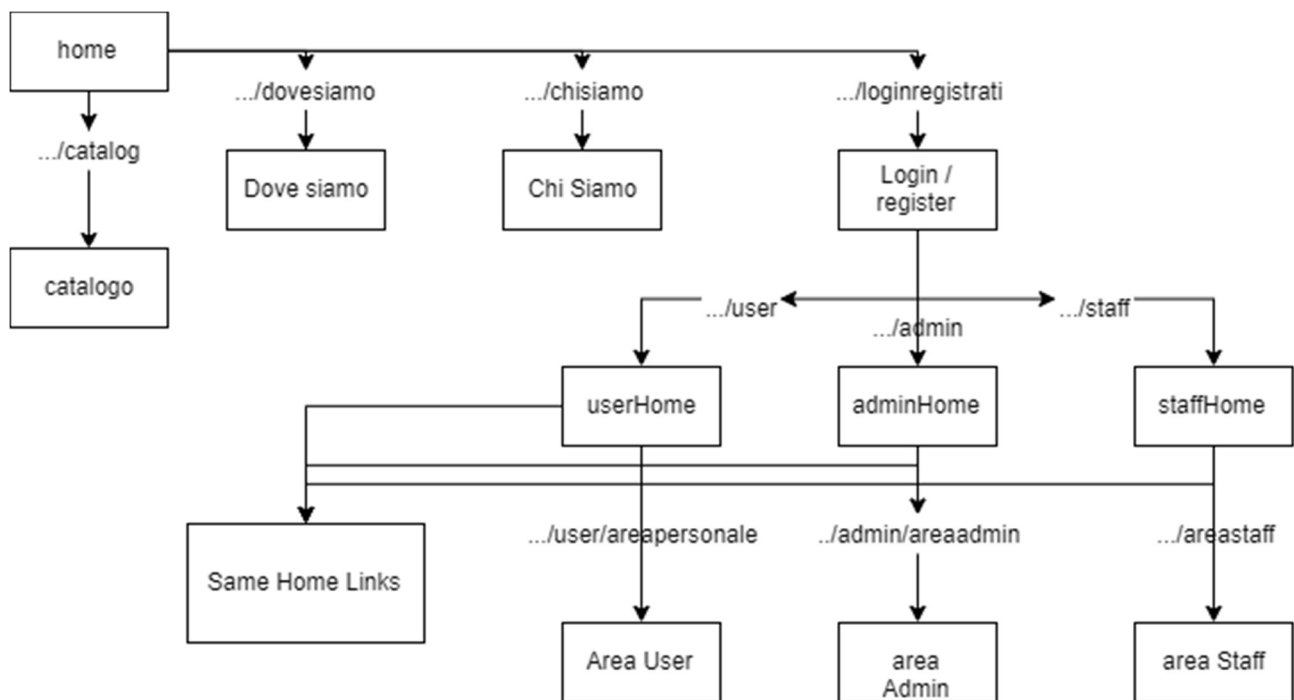 home
.../dovesiamo
.../chisiamo
.../loginregistrati
.../catalog
Dove siamo
Chi Siamo
Login /
register
catalogo
.../user
.../staff
.../admin
userHome
adminHome
staffHome
.../user/areapersonale
../admin/areaadmin
.../areastaff
Same Home Links
Area User
area
Admin
area Staff